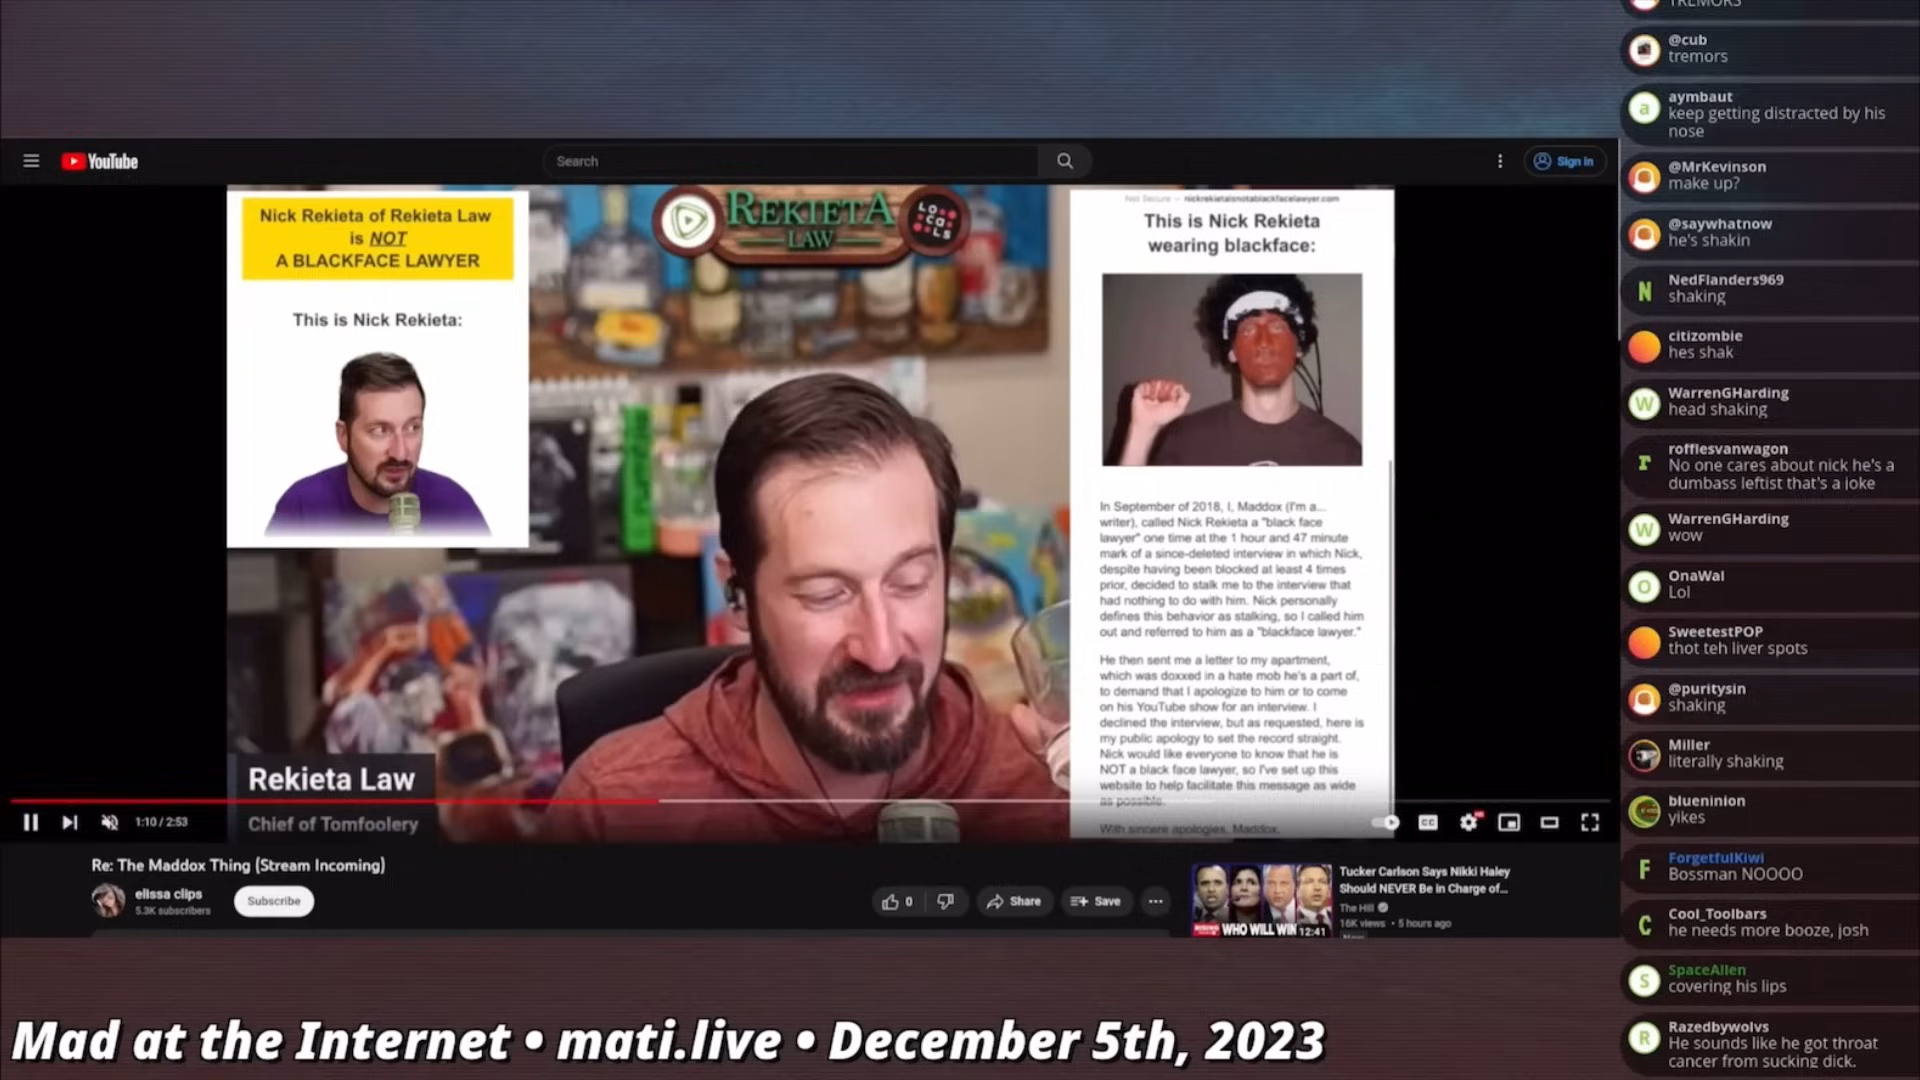 YouTube
Search
Sign in
Nick Rekieta of Rekieta Law
is NOT
A BLACKFACE LAWYER
This is Nick Rekieta:
REKIETA
LAW
LOCALS
Not Secure — nickrekietaisnotablackfacelawyer.com
This is Nick Rekieta
wearing blackface:
In September of 2018, I, Maddox (I'm a...
writer), called Nick Rekieta a "black face
lawyer" one time at the 1 hour and 47 minute
mark of a since-deleted interview in which Nick,
despite having been blocked at least 4 times
prior, decided to stalk me to the interview that
had nothing to do with him. Nick personally
defines this behavior as stalking, so I called him
out and referred to him as a "blackface lawyer."
He then sent me a letter to my apartment,
which was doxxed in a hate mob he's a part of,
to demand that I apologize to him or to come
on his YouTube show for an interview. I
declined the interview, but as requested, here is
my public apology to set the record straight.
Nick would like everyone to know that he is
NOT a black face lawyer, so I've set up this
website to help facilitate this message as wide
as possible.
With sincere apologies, Maddox.
Rekieta Law
Chief of Tomfoolery
1:10 / 2:53
CC
Re: The Maddox Thing (Stream Incoming)
elissa clips
5.3K subscribers
Subscribe
0
Share
Save
Tucker Carlson Says Nikki Haley
Should NEVER Be in Charge of...
The Hill
16K views • 5 hours ago
New
RISING
WHO WILL WIN
12:41
Mad at the Internet • mati.live • December 5th, 2023
TREMORS
@cub
tremors
a
aymbaut
keep getting distracted by his
nose
@MrKevinson
make up?
@saywhatnow
he's shakin
N
NedFlanders969
shaking
citizombie
hes shak
W
WarrenGHarding
head shaking
r
rofflesvanwagon
No one cares about nick he's a
dumbass leftist that's a joke
W
WarrenGHarding
wow
O
OnaWal
Lol
SweetestPOP
thot teh liver spots
@puritysin
shaking
Miller
literally shaking
blueninion
yikes
F
ForgetfulKiwi
Bossman NOOOO
C
Cool_Toolbars
he needs more booze, josh
S
SpaceAllen
covering his lips
R
Razedbywolvs
He sounds like he got throat
cancer from sucking dick.